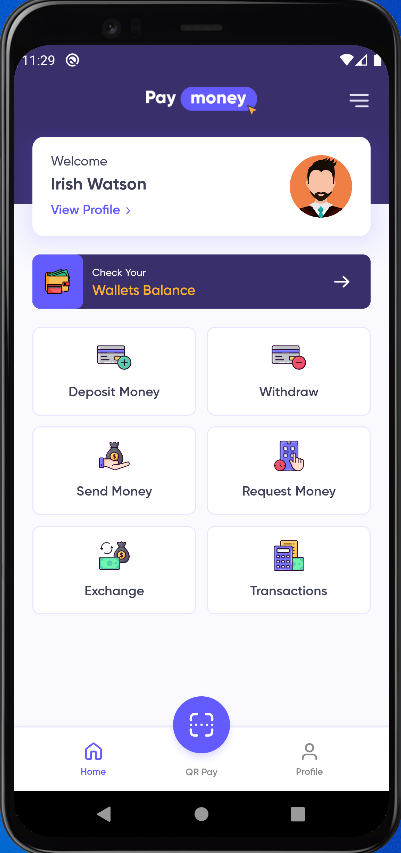 11:29
Pay money
Welcome
Irish Watson
View Profile >
Check Your
Wallets Balance
Deposit Money
Withdraw
Send Money
Request Money
Exchange
Transactions
Home
QR Pay
Profile